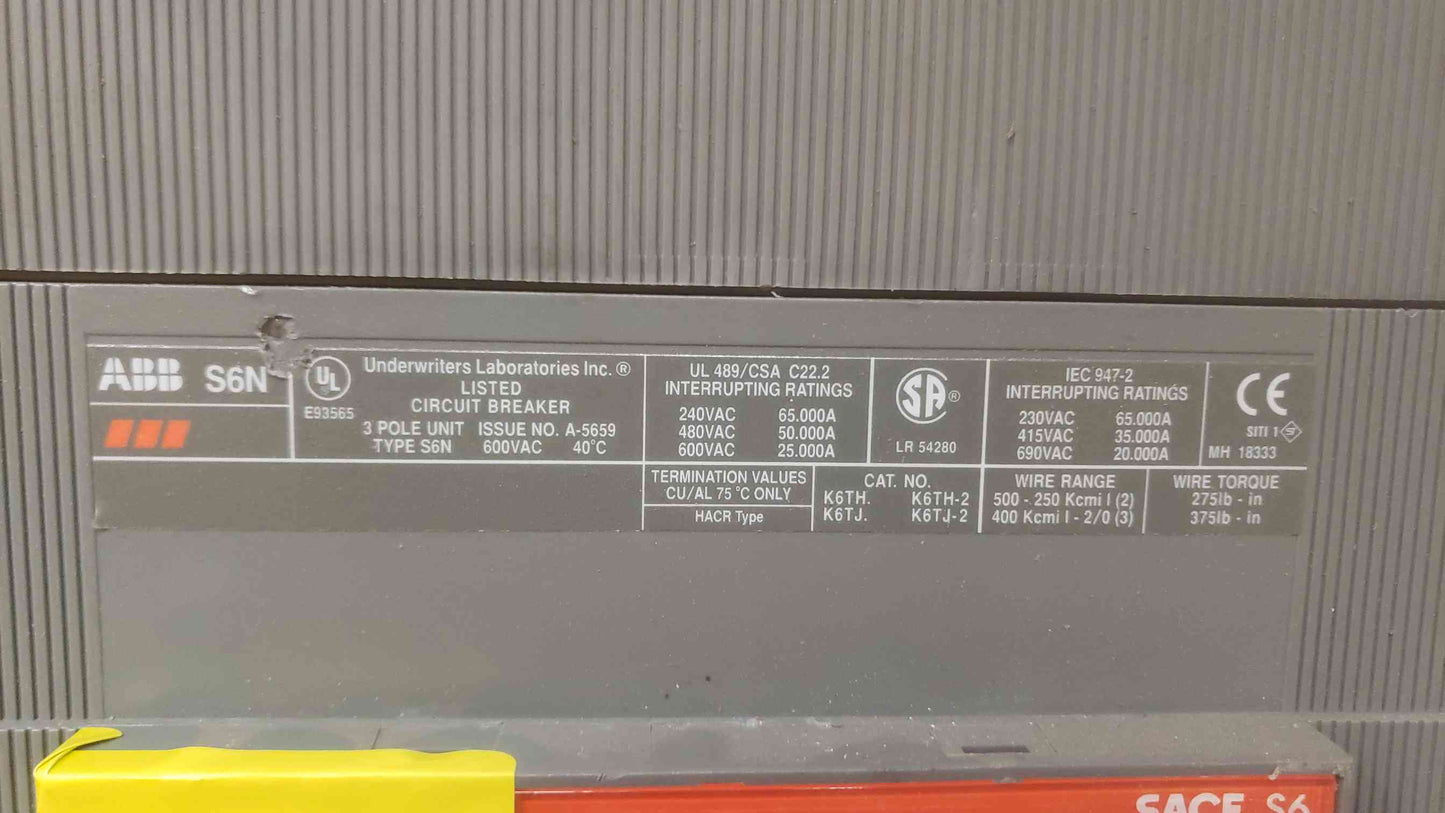 ABB S6N
UL
E93565
Underwriters Laboratories Inc.®
LISTED
CIRCUIT BREAKER
3 POLE UNIT ISSUE NO. A-5659
TYPE S6N 600VAC 40°C
UL 489/CSA C22.2
INTERRUPTING RATINGS
240VAC 65.000A
480VAC 50.000A
600VAC 25.000A
SA®
LR 54280
IEC 947-2
INTERRUPTING RATINGS
230VAC 65.000A
415VAC 35.000A
690VAC 20.000A
CE
SITI 1 S
MH 18333
TERMINATION VALUES
CU/AL 75 °C ONLY
HACR Type
CAT. NO.
K6TH. K6TH-2
K6TJ. K6TJ-2
WIRE RANGE
500 - 250 Kcmi l (2)
400 Kcmi l - 2/0 (3)
WIRE TORQUE
275lb - in
375lb - in
SACE S6